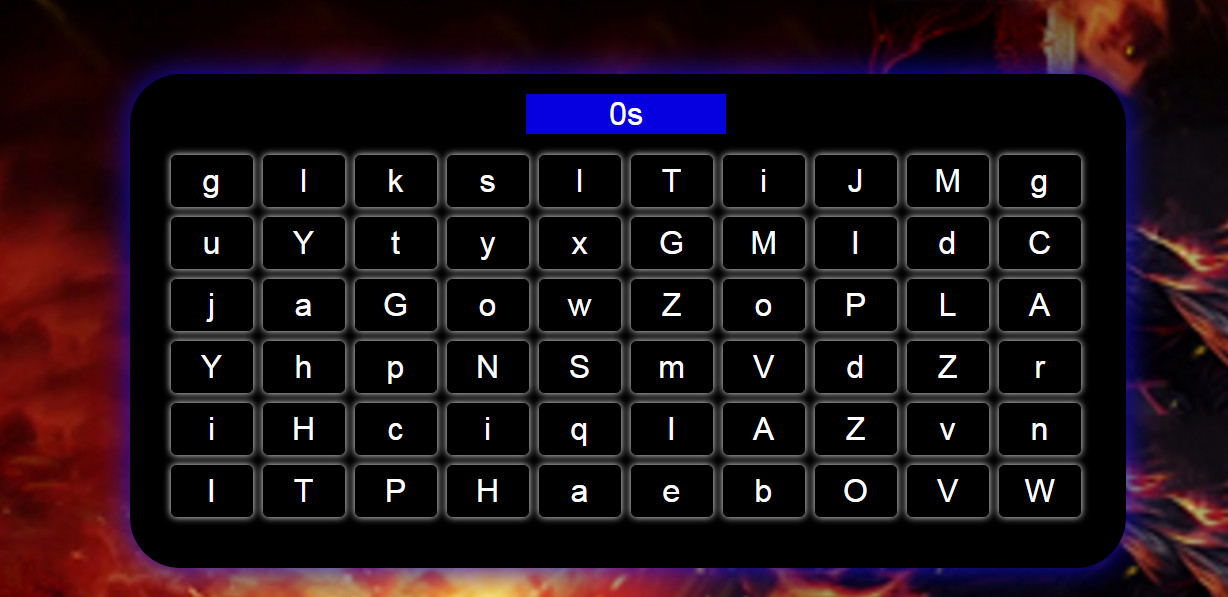 0s
g l k s l T i J M g
u Y t y x G M l d C
j a G o w Z o P L A
Y h p N S m V d Z r
i H c i q I A Z v n
I T P H a e b O V W